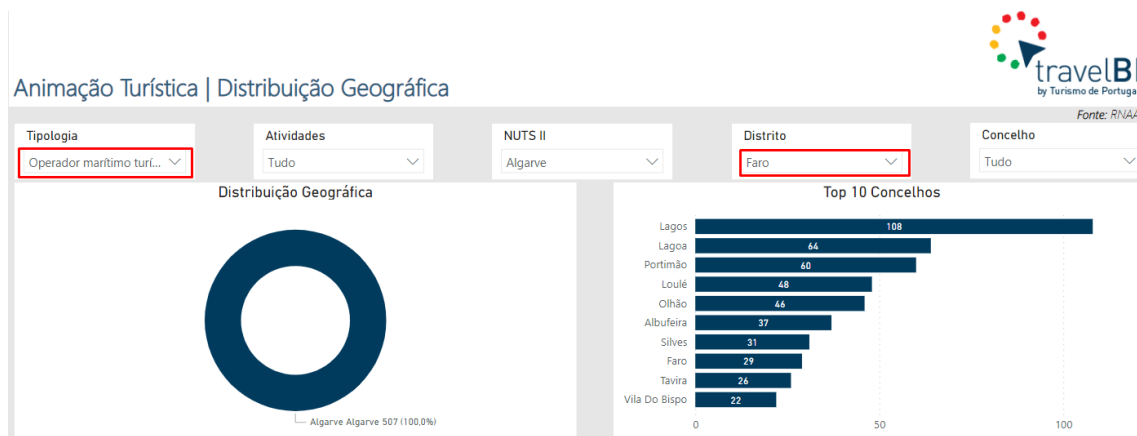 travelBI
by Turismo de Portugal
Animação Turística | Distribuição Geográfica
Fonte: RNAA
Tipologia
Operador marítimo turí...
Atividades
Tudo
NUTS II
Algarve
Distrito
Faro
Concelho
Tudo
Distribuição Geográfica
Algarve Algarve 507 (100,0%)
Top 10 Concelhos
Lagos 108
Lagoa 64
Portimão 60
Loulé 48
Olhão 46
Albufeira 37
Silves 31
Faro 29
Tavira 26
Vila Do Bispo 22
0 50 100